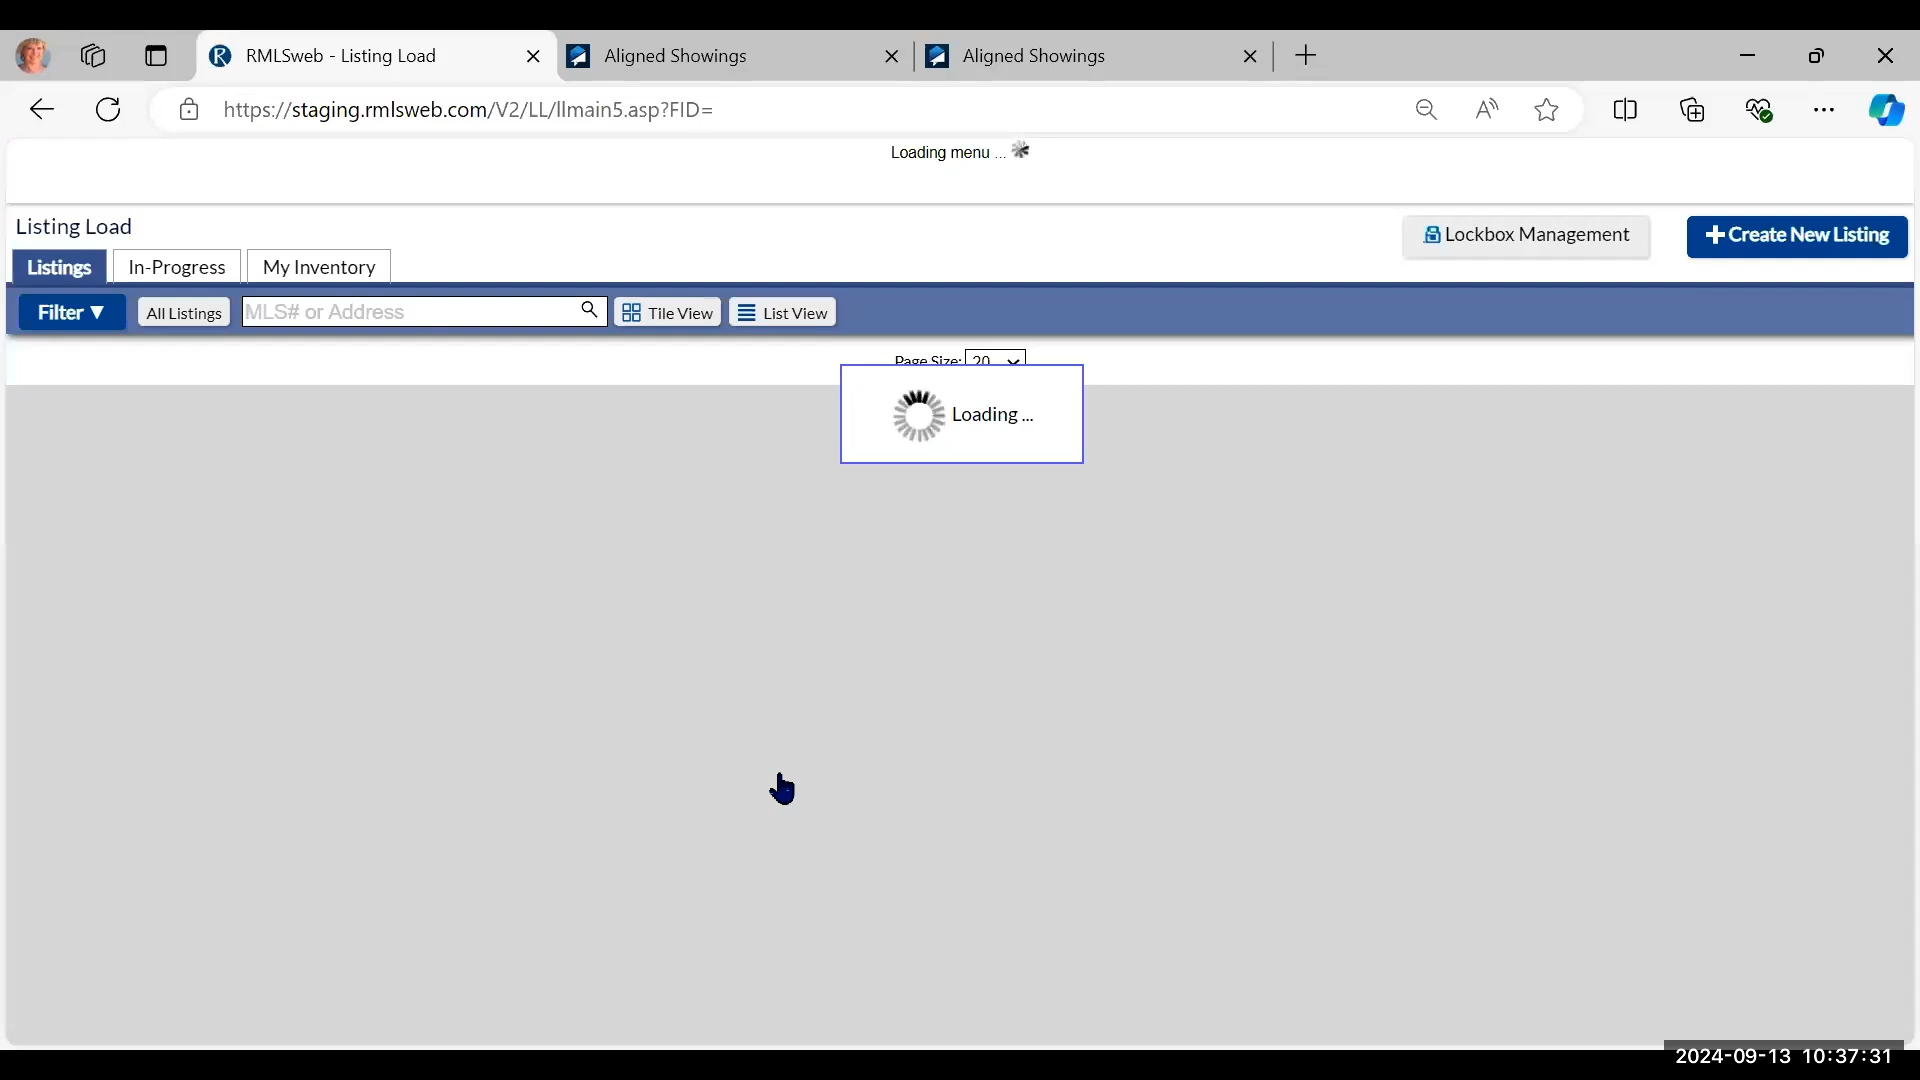 RMLSweb - Listing Load
Aligned Showings
Aligned Showings
https://staging.rmlsweb.com/V2/LL/llmain5.asp?FID=
Loading menu ...
Listing Load
Lockbox Management
Create New Listing
Listings
In-Progress
My Inventory
Filter ▼
All Listings
MLS# or Address
Tile View
List View
Page Size: 20
Loading ...
2024-09-13 10:37:31